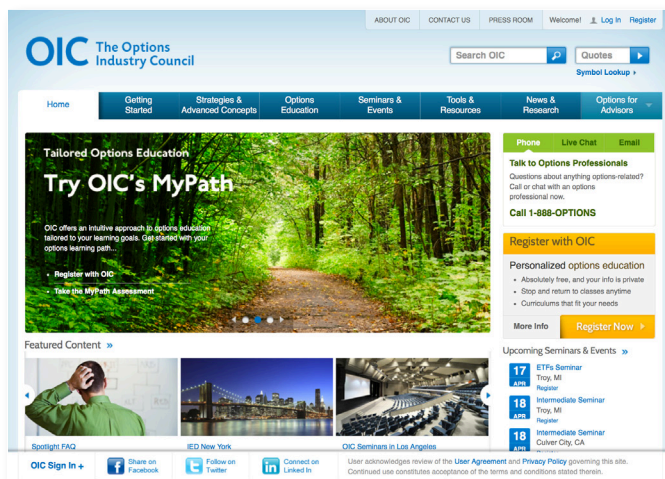 ABOUT OIC
CONTACT US
PRESS ROOM
Welcome!
Log In
Register
OIC The Options
Industry Council
Search OIC
Quotes
Symbol Lookup
Home
Getting
Started
Strategies &
Advanced Concepts
Options
Education
Seminars &
Events
Tools &
Resources
News &
Research
Options for
Advisors
Tailored Options Education
Try OIC's MyPath
OIC offers an intuitive approach to options education
tailored to your learning goals. Get started with your
options learning path...
• Register with OIC
• Take the MyPath Assessment
Phone
Live Chat
Email
Talk to Options Professionals
Questions about anything options-related?
Call or chat with an options
professional now.
Call 1-888-OPTIONS
Register with OIC
Personalized options education
• Absolutely free, and your info is private
• Stop and return to classes anytime
• Curriculums that fit your needs
More Info
Register Now
Featured Content »
Spotlight FAQ
IED New York
OIC Seminars in Los Angeles
Upcoming Seminars & Events »
17
APR
ETFs Seminar
Troy, MI
Register
18
APR
Intermediate Seminar
Troy, MI
Register
18
APR
Intermediate Seminar
Culver City, CA
OIC Sign In +
Share on
Facebook
Follow on
Twitter
Connect on
Linked In
User acknowledges review of the User Agreement and Privacy Policy governing this site.
Continued use constitutes acceptance of the terms and conditions stated therein.